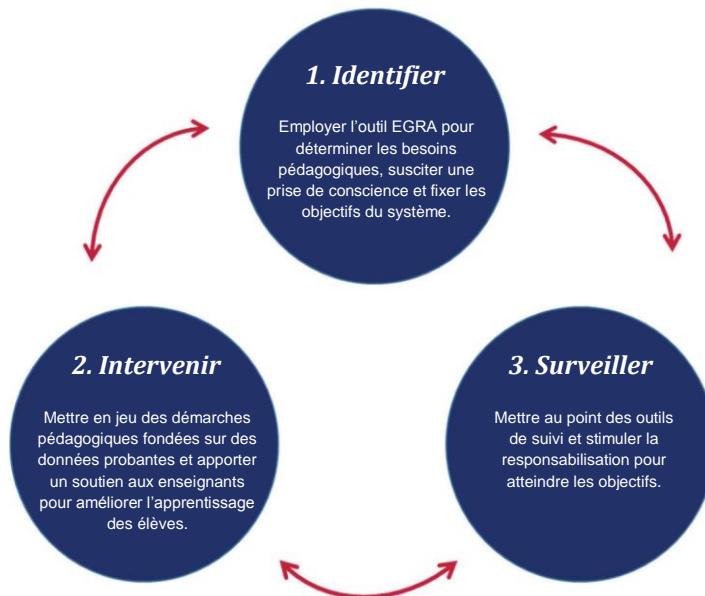 1. Identifier
Employer l'outil EGRA pour
déterminer les besoins
pédagogiques, susciter une
prise de conscience et fixer les
objectifs du système.
2. Intervenir
Mettre en jeu des démarches
pédagogiques fondées sur des
données probantes et apporter
un soutien aux enseignants
pour améliorer l'apprentissage
des élèves.
3. Surveiller
Mettre au point des outils
de suivi et stimuler la
responsabilisation pour
atteindre les objectifs.